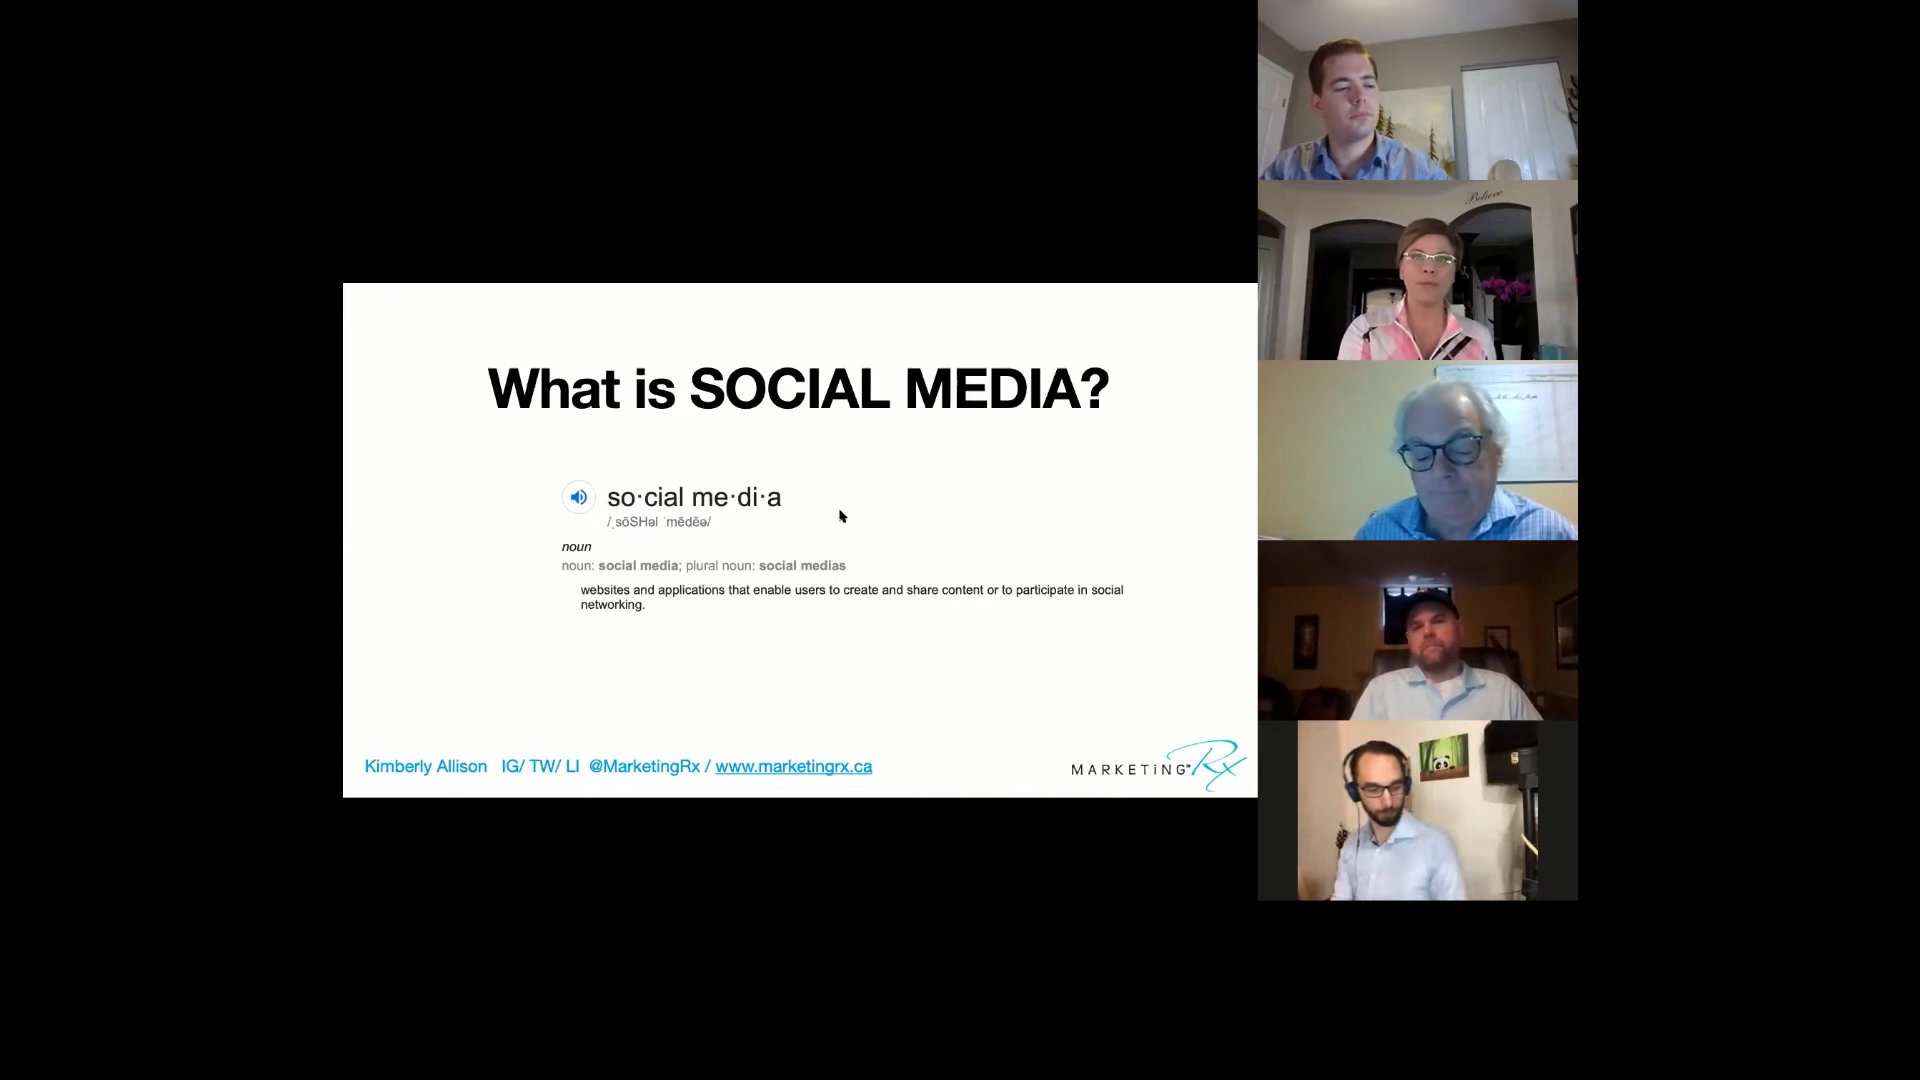 What is SOCIAL MEDIA?
so·cial me·di·a
/ˌsōSHəl ˈmēdēə/
noun
noun: social media; plural noun: social medias
websites and applications that enable users to create and share content or to participate in social
networking.
Kimberly Allison IG/ TW/ LI @MarketingRx / www.marketingrx.ca
MARKETiNG™ Rx
Believe